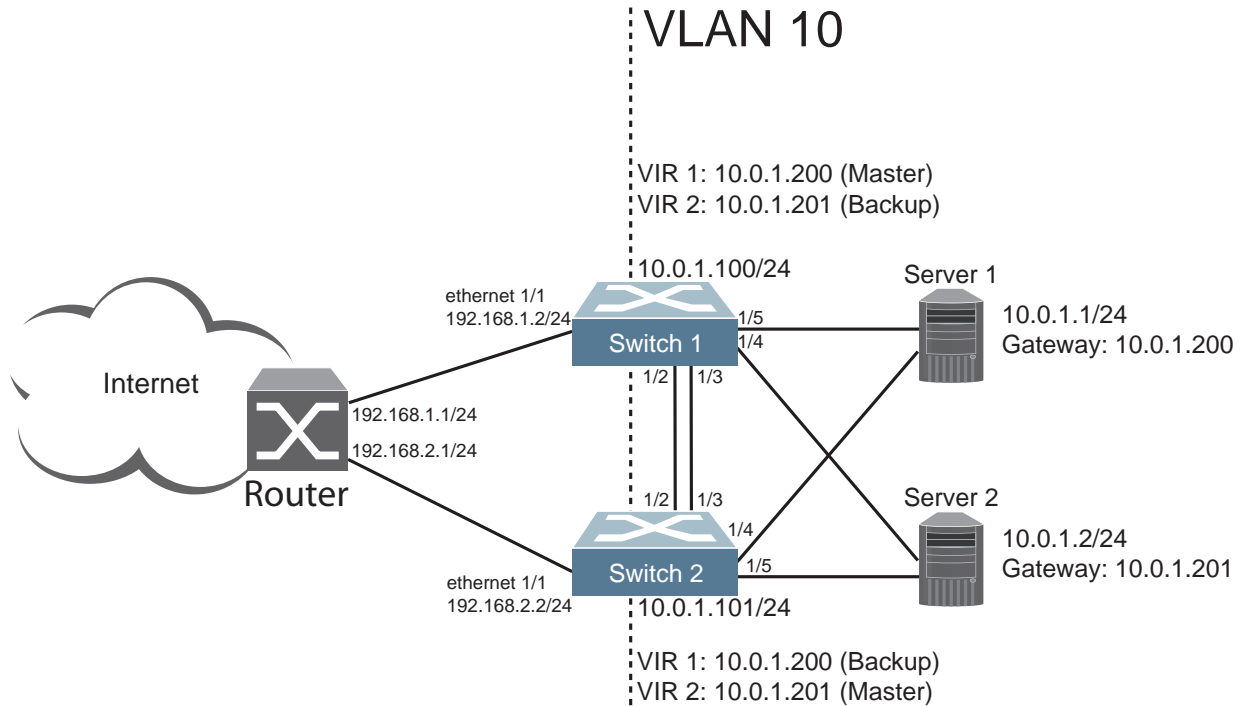 VLAN 10
VIR 1: 10.0.1.200 (Master)
VIR 2: 10.0.1.201 (Backup)
10.0.1.100/24
Server 1
ethernet 1/1
192.168.1.2/24
1/5
10.0.1.1/24
Switch 1
1/4
Gateway: 10.0.1.200
Internet
1/2
1/3
192.168.1.1/24
192.168.2.1/24
Router
1/2
1/3
Server 2
1/4
10.0.1.2/24
Switch 2
1/5
Gateway: 10.0.1.201
ethernet 1/1
192.168.2.2/24
10.0.1.101/24
VIR 1: 10.0.1.200 (Backup)
VIR 2: 10.0.1.201 (Master)